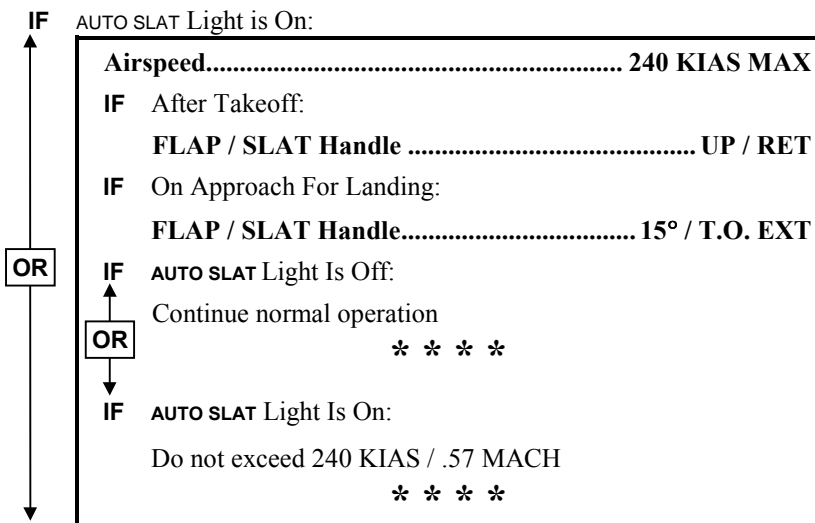 IF AUTO SLAT Light is On:
Airspeed............................................................... 240 KIAS MAX
IF After Takeoff:
FLAP / SLAT Handle ............................................ UP / RET
IF On Approach For Landing:
FLAP / SLAT Handle.................................... 15° / T.O. EXT
OR
IF AUTO SLAT Light Is Off:
Continue normal operation
OR
* * * *
IF AUTO SLAT Light Is On:
Do not exceed 240 KIAS / .57 MACH
* * * *